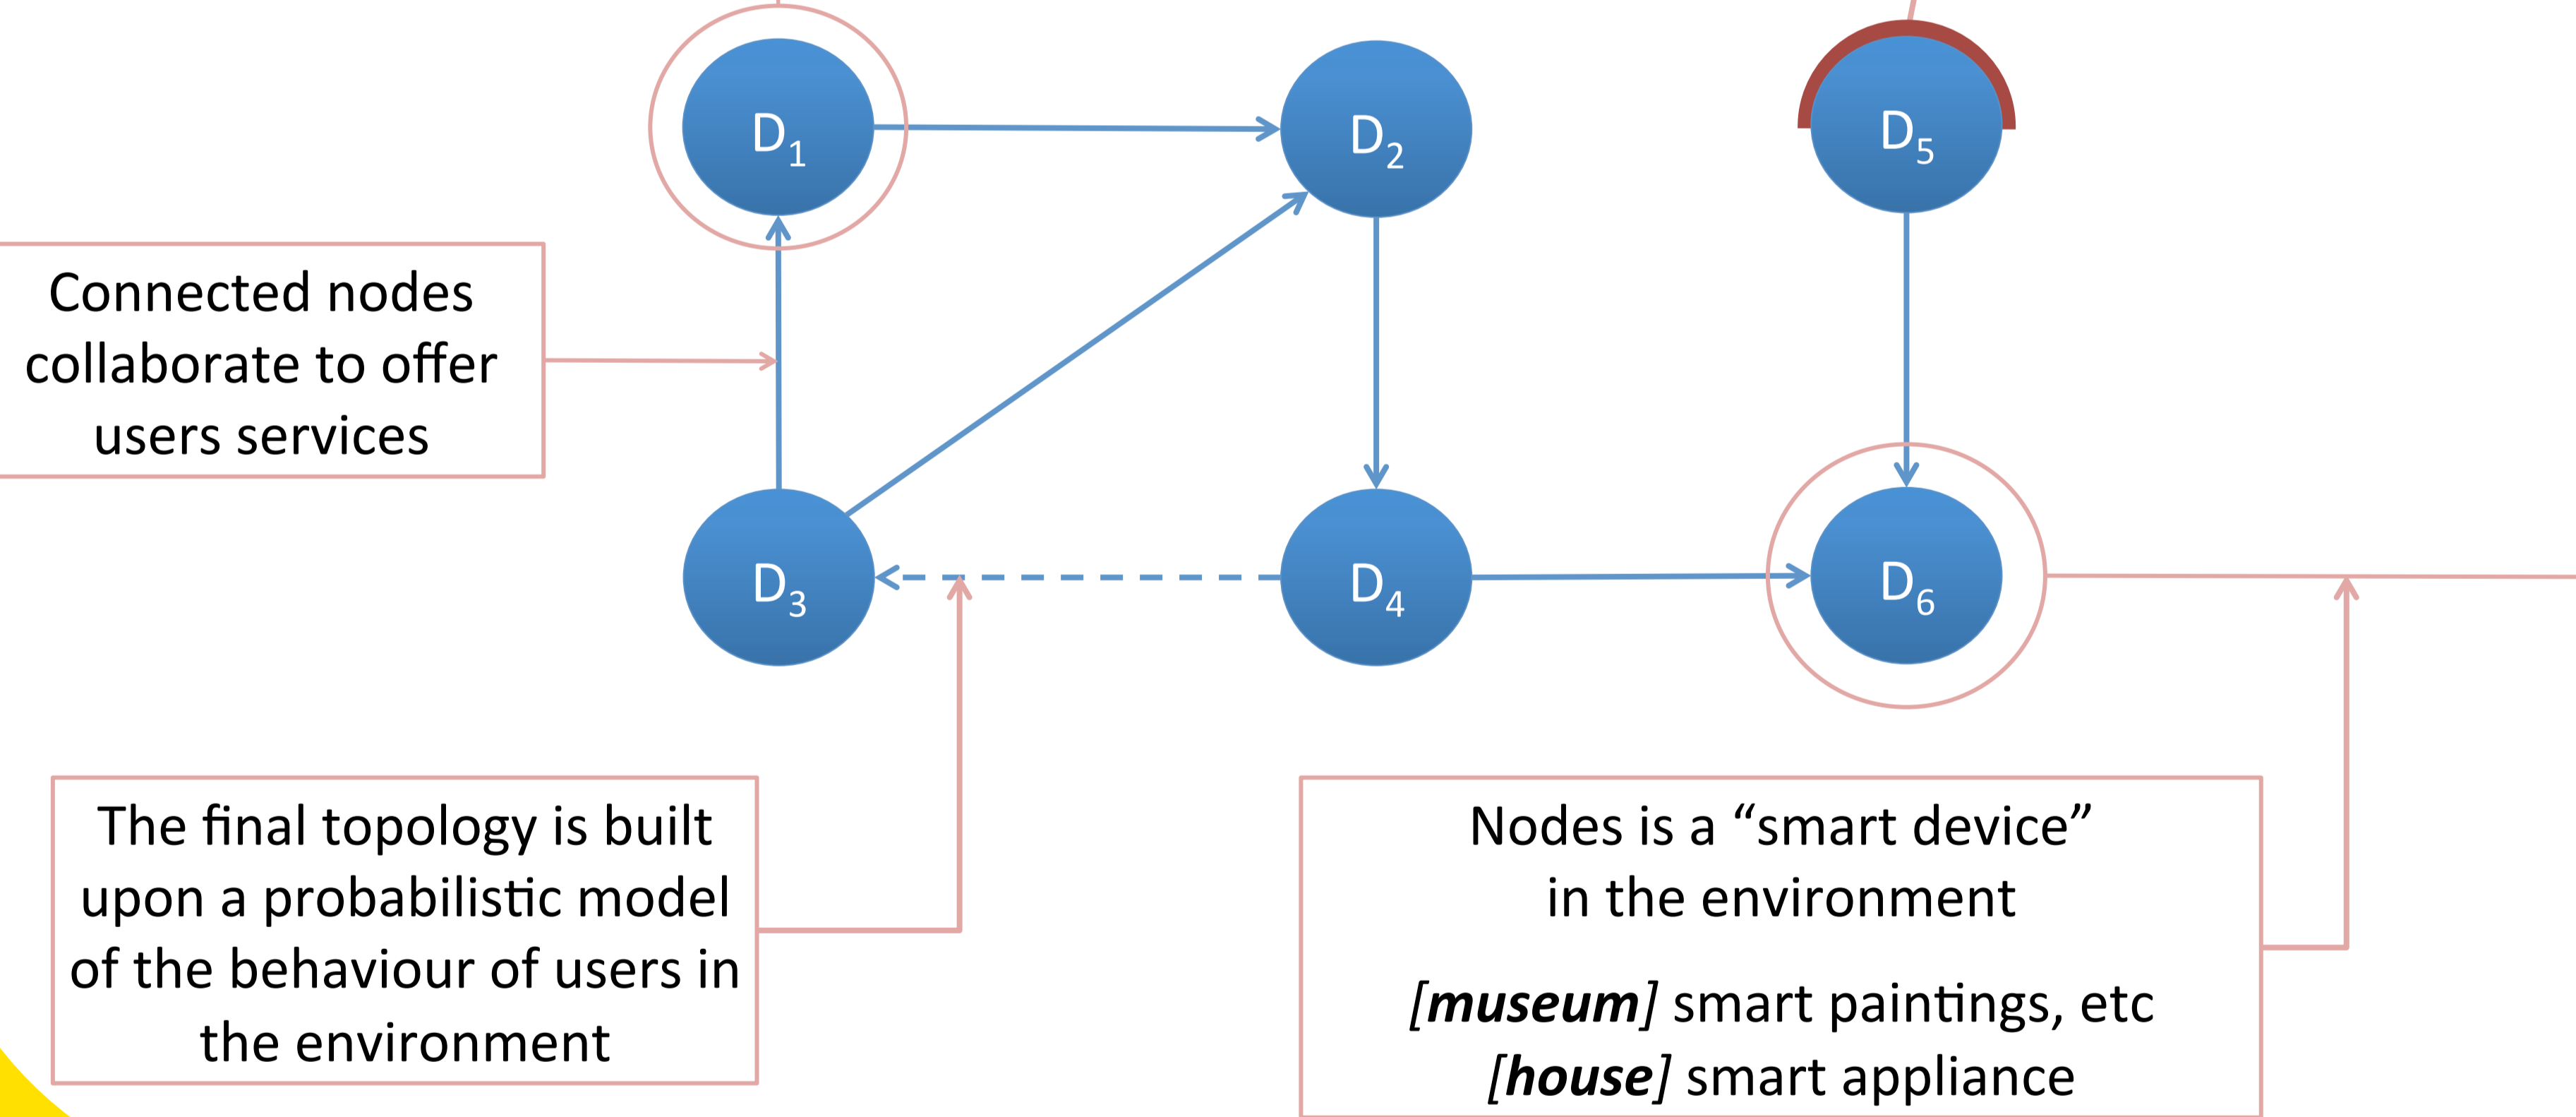 D1
D2
D5
Connected nodes
collaborate to offer
users services
D3
D4
D6
The final topology is built
upon a probabilistic model
of the behaviour of users in
the environment
Nodes is a “smart device”
in the environment
[museum] smart paintings, etc
[house] smart appliance